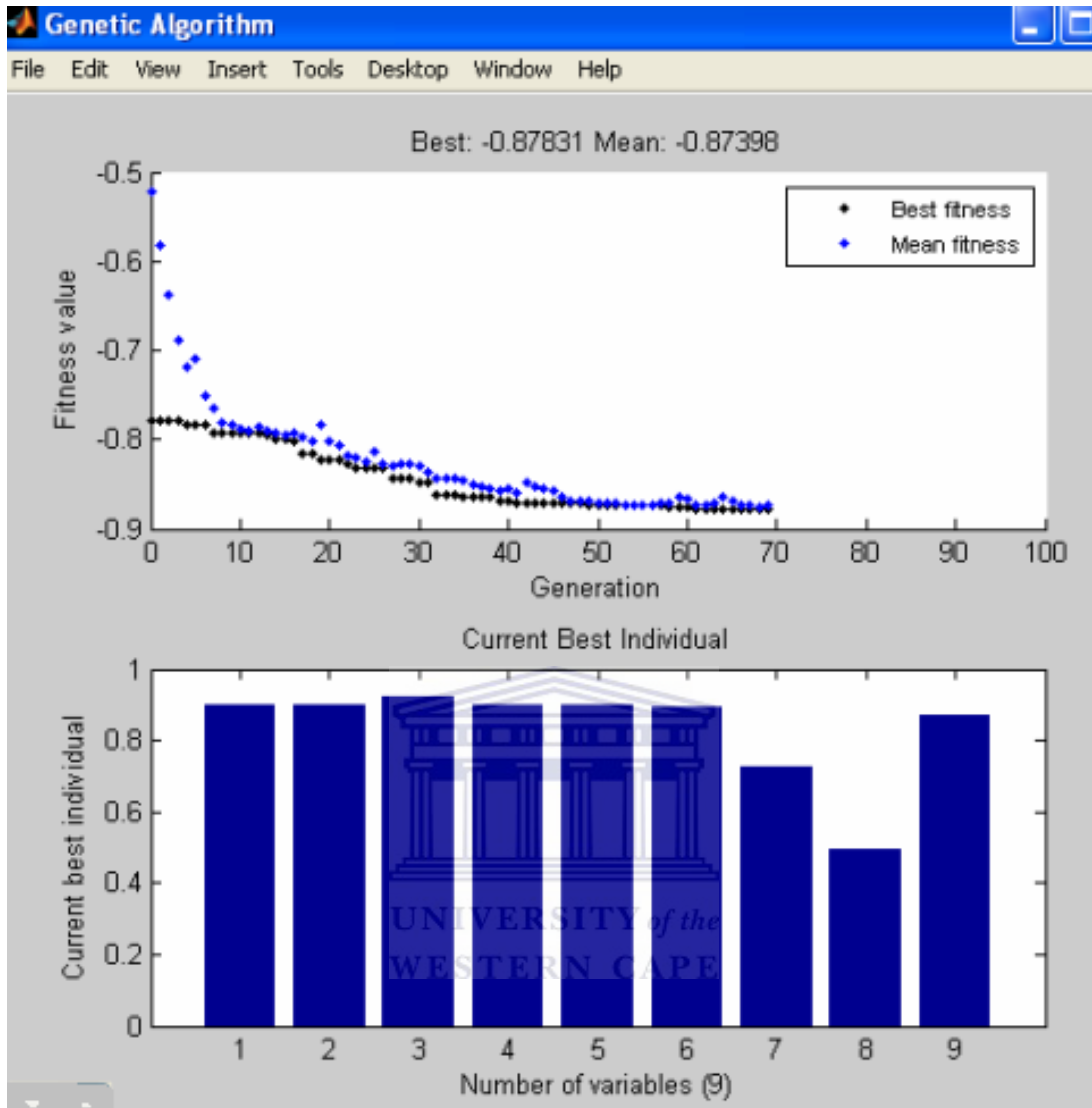 Genetic Algorithm
File Edit View Insert Tools Desktop Window Help
Best: -0.87831 Mean: -0.87398
-0.5
-0.6
-0.7
-0.8
-0.9
Fitness value
Best fitness
Mean fitness
0 10 20 30 40 50 60 70 80 90 100
Generation
Current Best Individual
1
0.8
0.6
0.4
0.2
0
Current best individual
UNIVERSITY of the
WESTERN CAPE
1 2 3 4 5 6 7 8 9
Number of variables (9)